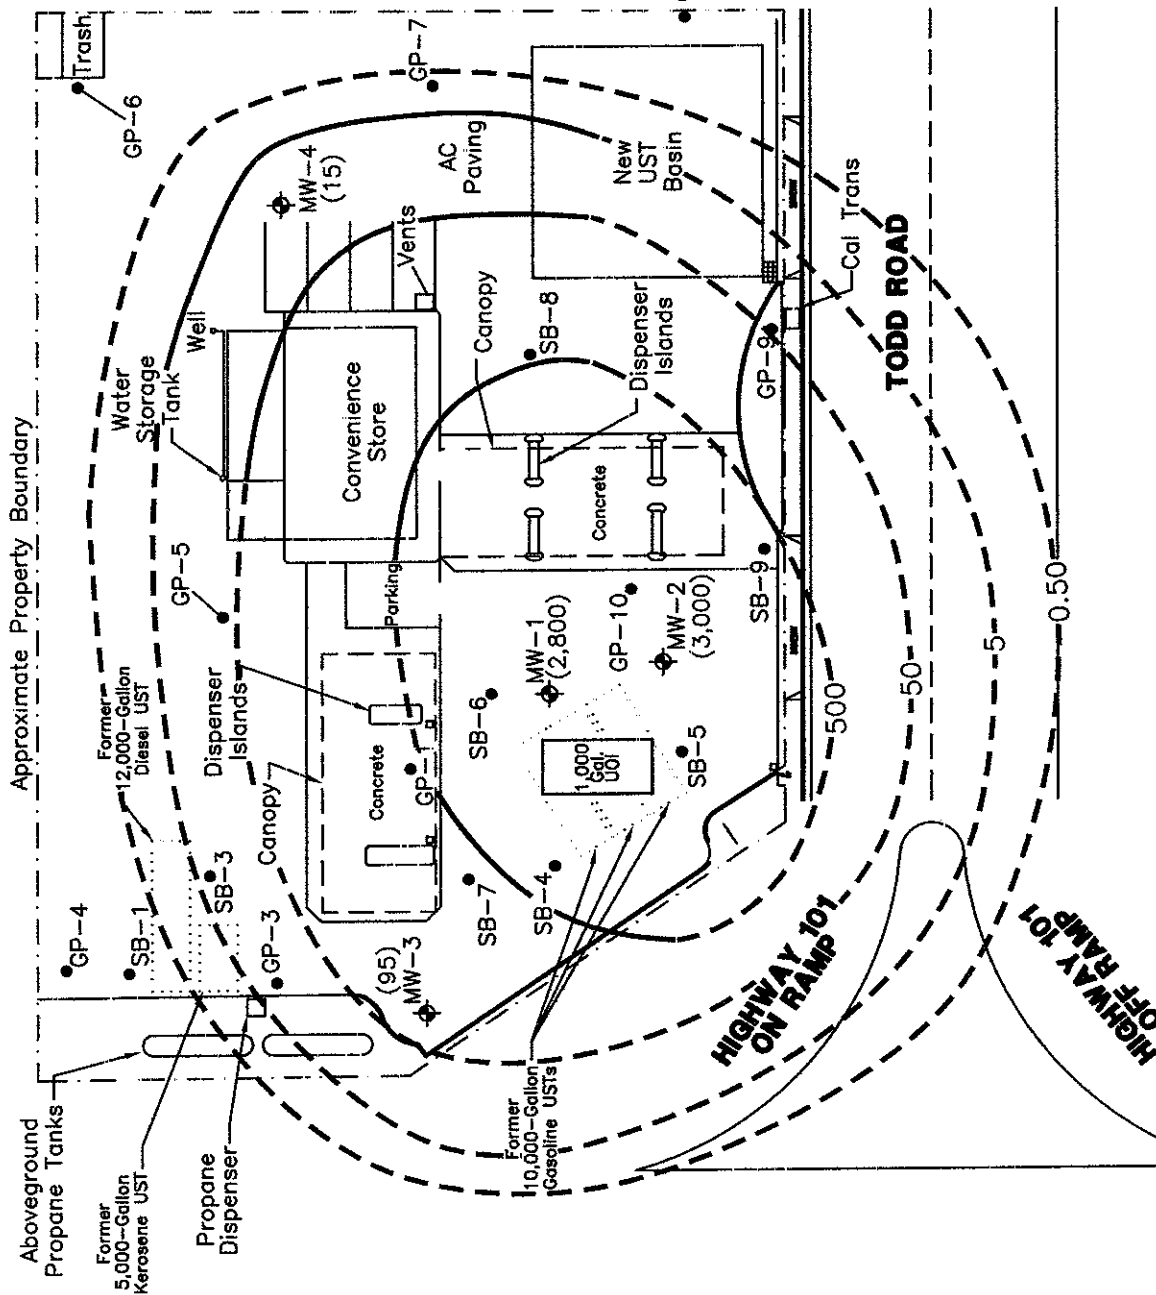 Approximate Property Boundary
Trash
GP-6
GP-7
MW-4
(15)
AC
Paving
New
UST
Basin
Vents
Well
Water
Storage
Tank
Convenience
Store
Canopy
SB-8
Dispenser
Islands
GP-9
Cal Trans
TODD ROAD
GP-5
Parking
Concrete
MW-1
(2,800)
GP-10
MW-2
(3,000)
SB-9
Former
12,000-Gallon
Diesel UST
Dispenser
Islands
Canopy
Concrete
GP-1
SB-6
1,000
Gal.
UOT
SB-5
GP-4
SB-1
SB-3
GP-3
SB-7
SB-4
(95)
MW-3
500
50
5
0.50
HIGHWAY 101
ON RAMP
HIGHWAY 101
OFF RAMP
Aboveground
Propane Tanks
Former
5,000-Gallon
Kerosene UST
Propane
Dispenser
Former
10,000-Gallon
Gasoline USTs